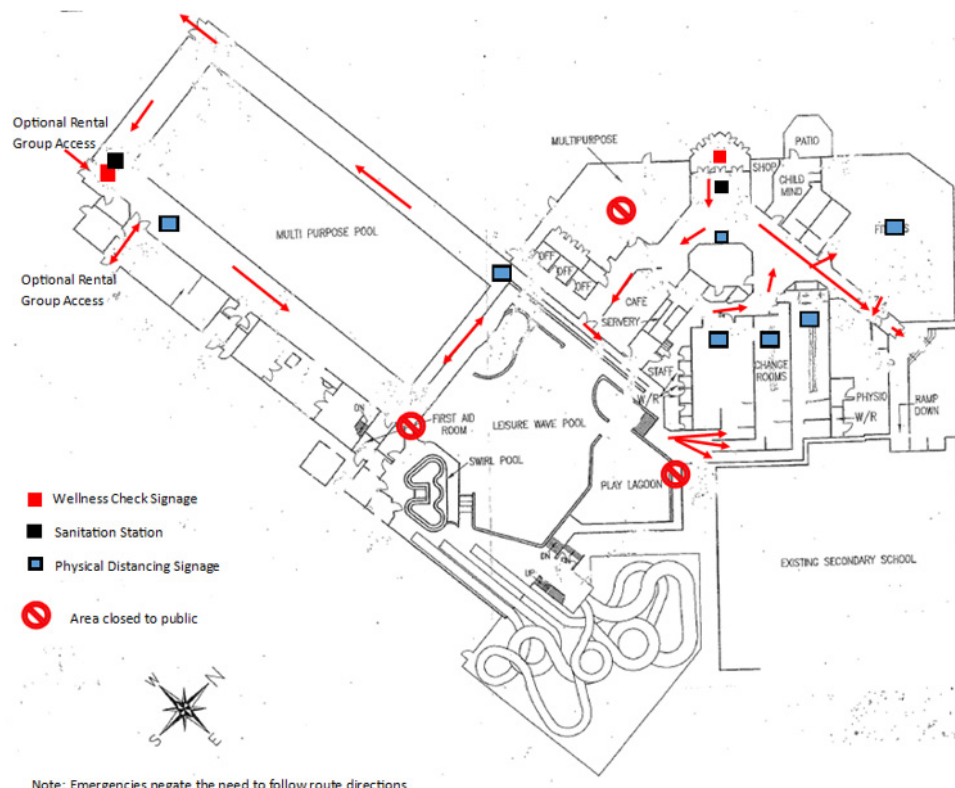 Optional Rental
Group Access
MULTIPURPOSE
PATIO
SHOP
CHILD
MIND
MULTI PURPOSE POOL
OFF
OFF
OFF
Optional Rental
Group Access
CAFE
SERVERY
STAFF
W/R
CHANGE
ROOMS
PHYSIO
W/R
RAMP
DOWN
DN
FIRST AID
ROOM
LEISURE WAVE POOL
SWIRL POOL
PLAY LAGOON
Wellness Check Signage
Sanitation Station
Physical Distancing Signage
Area closed to public
DN
DN
UP
EXISTING SECONDARY SCHOOL
W
N
S
E
Note: Emergencies negate the need to follow route directions